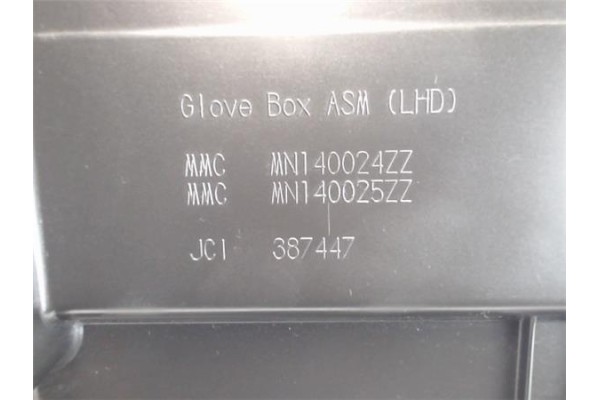 Glove Box ASM (LHD)
MMC MN140024ZZ
MMC MN140025ZZ
JCI 387447